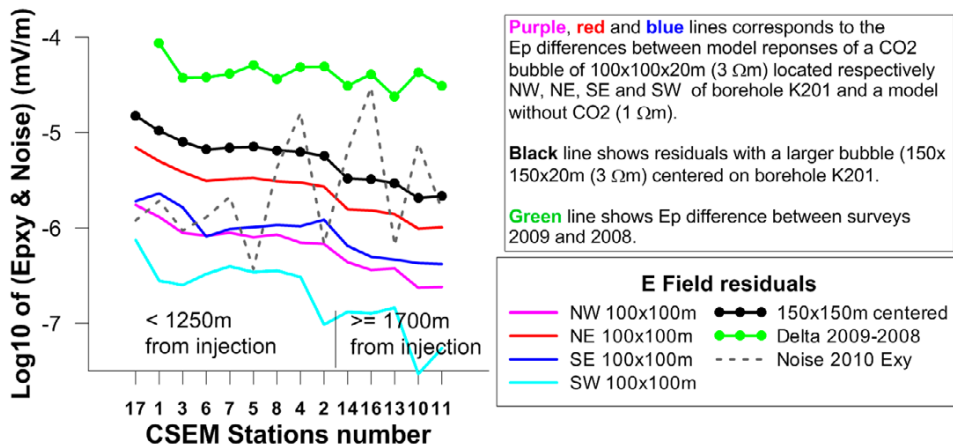 Log10 of (Epxy & Noise) (mV/m)
-4
-5
-6
-7
< 1250m
from injection
>= 1700m
from injection
17 1 3 6 7 5 8 4 2 14 16 13 10 11
CSEM Stations number
Purple, red and blue lines corresponds to the
Ep differences between model reponses of a CO2
bubble of 100x100x20m (3 Ωm) located respectively
NW, NE, SE and SW of borehole K201 and a model
without CO2 (1 Ωm).
Black line shows residuals with a larger bubble (150x
150x20m (3 Ωm) centered on borehole K201.
Green line shows Ep difference between surveys
2009 and 2008.
E Field residuals
NW 100x100m
NE 100x100m
SE 100x100m
SW 100x100m
150x150m centered
Delta 2009-2008
Noise 2010 Exy